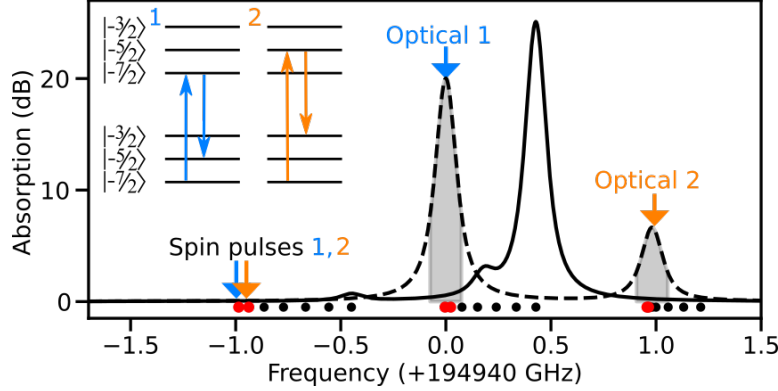 1 2
|-3/2⟩
|-5/2⟩
|-7/2⟩
|-3/2⟩
|-5/2⟩
|-7/2⟩
Optical 1
Optical 2
Spin pulses 1,2
Absorption (dB)
20
10
0
−1.5 −1.0 −0.5 0.0 0.5 1.0 1.5
Frequency (+194940 GHz)